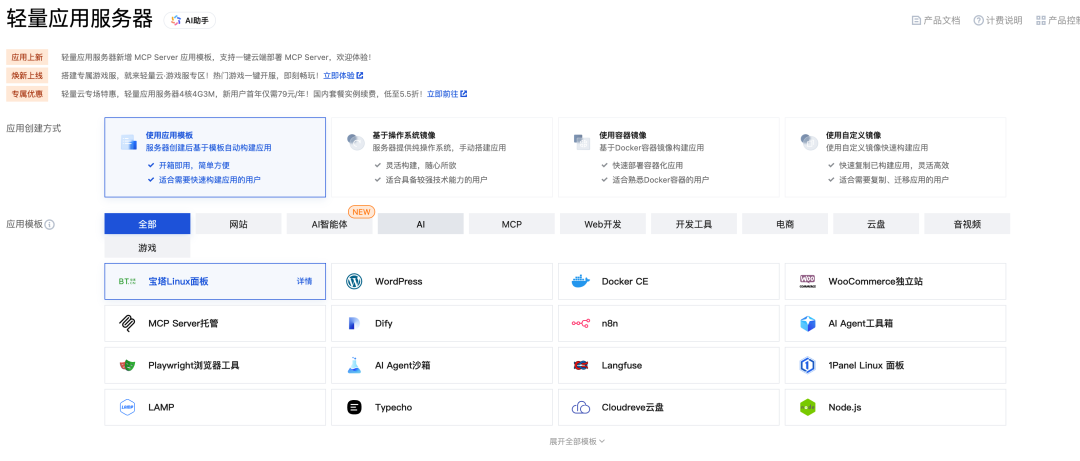 轻量应用服务器 AI助手 产品文档 计费说明 产品控
应用上新 轻量应用服务器新增 MCP Server 应用模板，支持一键云端部署 MCP Server，欢迎体验！
焕新上线 搭建专属游戏服，就来轻量云·游戏服专区！热门游戏一键开服，即刻畅玩！ 立即体验
专属优惠 轻量云专场特惠，轻量应用服务器4核4G3M，新用户首年仅需79元/年！国内套餐实例续费，低至5.5折！ 立即前往
应用创建方式
使用应用模板
服务器创建后基于模板自动构建应用
开箱即用，简单方便
适合需要快速构建应用的用户
基于操作系统镜像
服务器提供纯操作系统，手动搭建应用
灵活构建，随心所欲
适合具备较强技术能力的用户
使用容器镜像
基于Docker容器镜像构建应用
快速部署容器化应用
适合熟悉Docker容器的用户
使用自定义镜像
使用自定义镜像快速构建应用
快速复制已构建应用，灵活高效
适合需要复制、迁移应用的用户
NEW
应用模板 全部 网站 AI智能体 AI MCP Web开发 开发工具 电商 云盘 音视频
游戏
宝塔Linux面板 详情 WordPress Docker CE WooCommerce独立站
MCP Server托管 Dify n8n AI Agent工具箱
Playwright浏览器工具 AI Agent沙箱 Langfuse 1Panel Linux 面板
LAMP Typecho Cloudreve云盘 Node.js
展开全部模板